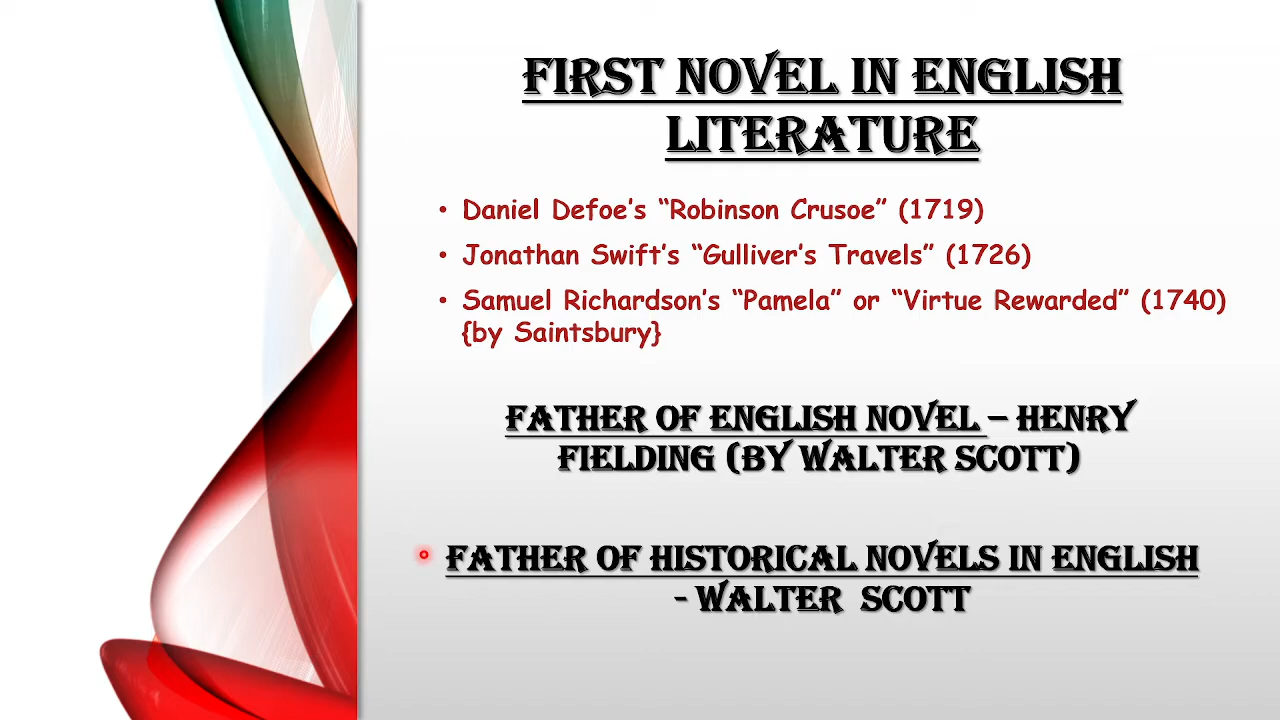 FIRST NOVEL IN ENGLISH
LITERATURE
• Daniel Defoe's “Robinson Crusoe” (1719)
• Jonathan Swift's “Gulliver's Travels” (1726)
• Samuel Richardson's “Pamela” or “Virtue Rewarded” (1740)
{by Saintsbury}
FATHER OF ENGLISH NOVEL – HENRY
FIELDING (BY WALTER SCOTT)
FATHER OF HISTORICAL NOVELS IN ENGLISH
- WALTER SCOTT